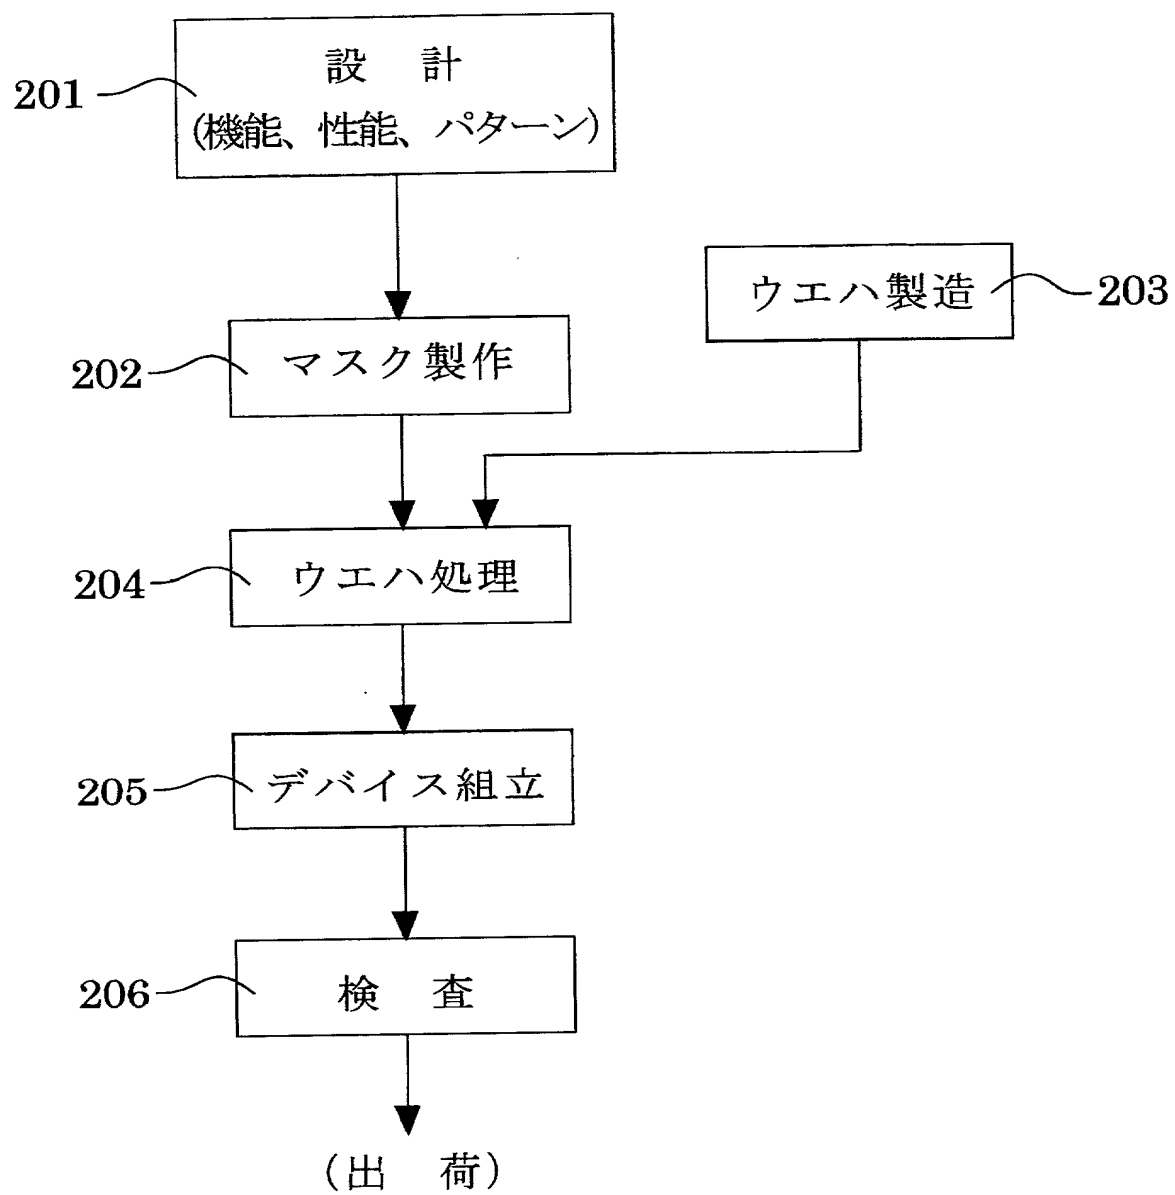 設 計
201
(機能、性能、パターン)
ウエハ製造
203
マスク製作
202
ウエハ処理
204
デバイス組立
205
検 査
206
(出 荷)